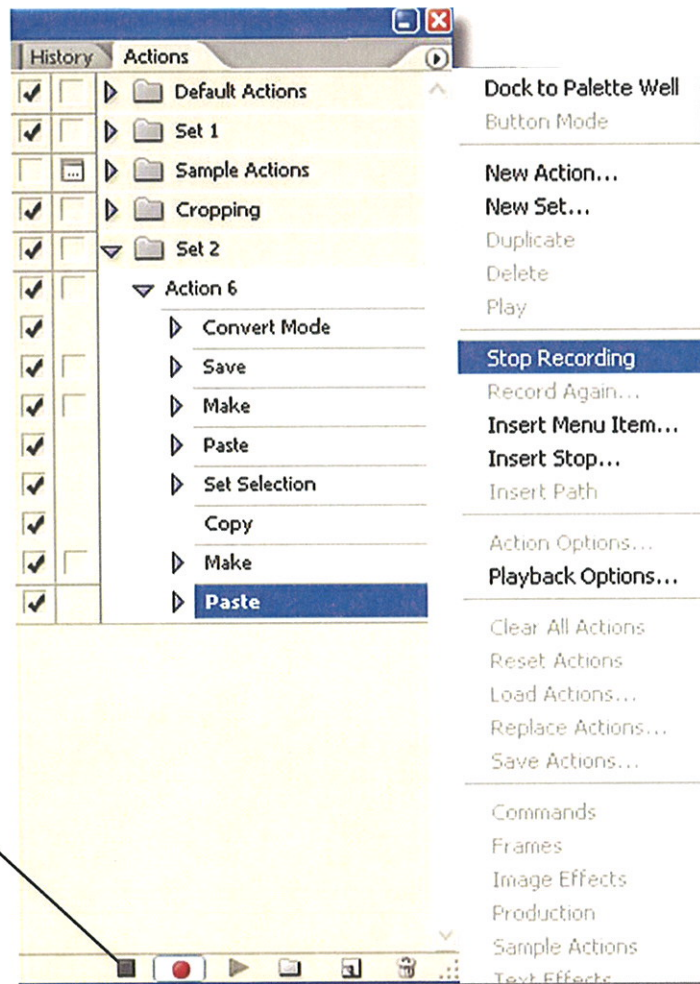 History
Actions
Default Actions
Set 1
Sample Actions
Cropping
Set 2
Action 6
Convert Mode
Save
Make
Paste
Set Selection
Copy
Make
Paste
Dock to Palette Well
Button Mode
New Action...
New Set...
Duplicate
Delete
Play
Stop Recording
Record Again...
Insert Menu Item...
Insert Stop...
Insert Path
Action Options...
Playback Options...
Clear All Actions
Reset Actions
Load Actions...
Replace Actions...
Save Actions...
Commands
Frames
Image Effects
Production
Sample Actions
Text Effects